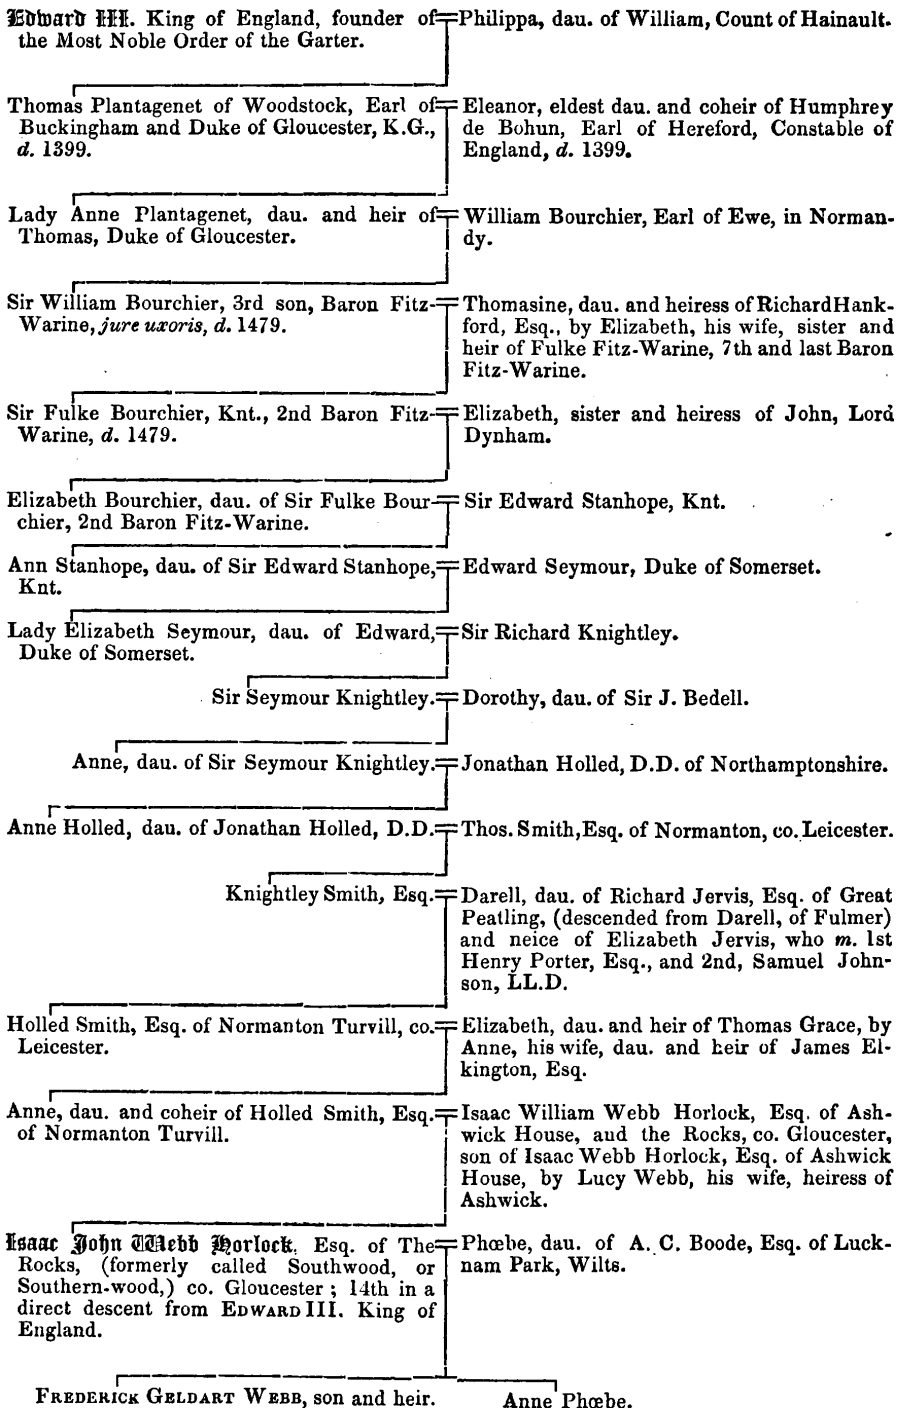 Edward III. King of England, founder of
the Most Noble Order of the Garter.
Philippa, dau. of William, Count of Hainault.
Thomas Plantagenet of Woodstock, Earl of
Buckingham and Duke of Gloucester, K.G.,
d. 1399.
Eleanor, eldest dau. and coheir of Humphrey
de Bohun, Earl of Hereford, Constable of
England, d. 1399.
Lady Anne Plantagenet, dau. and heir of
Thomas, Duke of Gloucester.
William Bourchier, Earl of Ewe, in Norman-
dy.
Sir William Bourchier, 3rd son, Baron Fitz-
Warine, jure uxoris, d. 1479.
Thomasine, dau. and heiress of Richard Hank-
ford, Esq., by Elizabeth, his wife, sister and
heir of Fulke Fitz-Warine, 7th and last Baron
Fitz-Warine.
Sir Fulke Bourchier, Knt., 2nd Baron Fitz-
Warine, d. 1479.
Elizabeth, sister and heiress of John, Lord
Dynham.
Elizabeth Bourchier, dau. of Sir Fulke Bour-
chier, 2nd Baron Fitz-Warine.
Sir Edward Stanhope, Knt.
Ann Stanhope, dau. of Sir Edward Stanhope,
Knt.
Edward Seymour, Duke of Somerset.
Lady Elizabeth Seymour, dau. of Edward,
Duke of Somerset.
Sir Richard Knightley.
Sir Seymour Knightley.
Dorothy, dau. of Sir J. Bedell.
Anne, dau. of Sir Seymour Knightley.
Jonathan Holled, D.D. of Northamptonshire.
Anne Holled, dau. of Jonathan Holled, D.D.
Thos. Smith, Esq. of Normanton, co. Leicester.
Knightley Smith, Esq.
Darell, dau. of Richard Jervis, Esq. of Great
Peatling, (descended from Darell, of Fulmer)
and neice of Elizabeth Jervis, who m. 1st
Henry Porter, Esq., and 2nd, Samuel John-
son, LL.D.
Holled Smith, Esq. of Normanton Turvill, co.
Leicester.
Elizabeth, dau. and heir of Thomas Grace, by
Anne, his wife, dau. and heir of James El-
kington, Esq.
Anne, dau. and coheir of Holled Smith, Esq.
of Normanton Turvill.
Isaac William Webb Horlock, Esq. of Ash-
wick House, and the Rocks, co. Gloucester,
son of Isaac Webb Horlock, Esq. of Ashwick
House, by Lucy Webb, his wife, heiress of
Ashwick.
Isaac John Webb Horlock, Esq. of The
Rocks, (formerly called Southwood, or
Southern-wood,) co. Gloucester; 14th in a
direct descent from EDWARD III. King of
England.
Phœbe, dau. of A. C. Boode, Esq. of Luck-
nam Park, Wilts.
FREDERICK GELDART WEBB, son and heir.
Anne Phœbe.